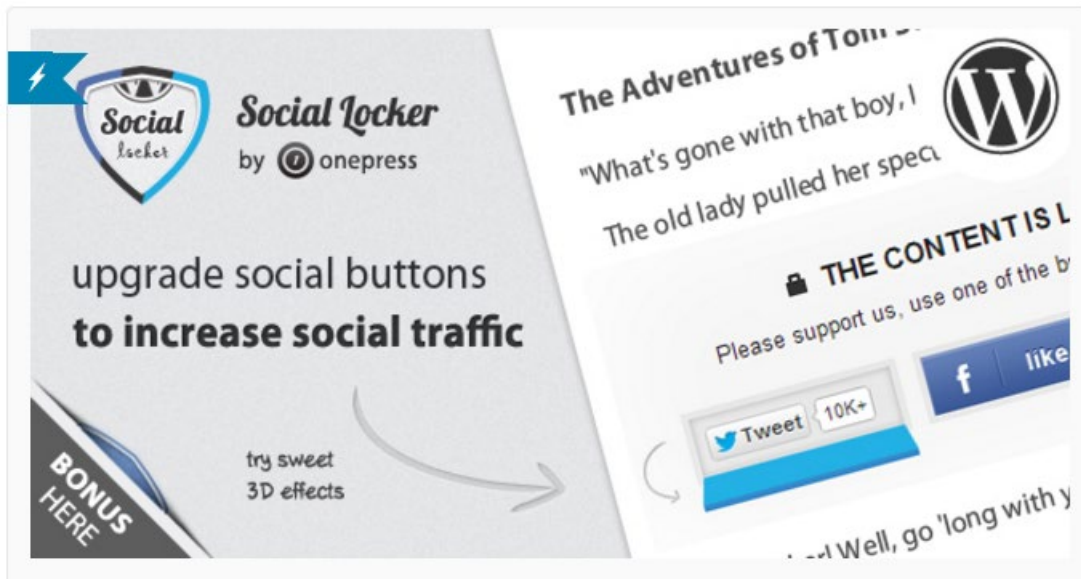 Social
locker
Social Locker
by onepress
upgrade social buttons
to increase social traffic
try sweet
3D effects
BONUS
HERE
The Adventures of Tom
"What's gone with that boy, I
The old lady pulled her
THE CONTENT IS
Please support us, use one of the
Tweet 10K+
f like
Well, go 'long with